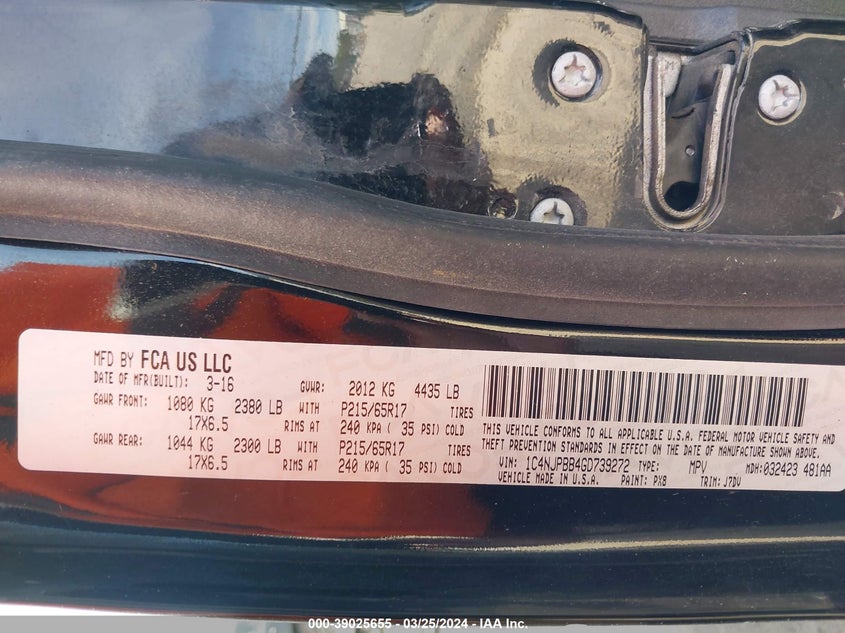 MFD BY FCA US LLC
DATE OF MFR(BUILT): 3-16 GVWR: 2012 KG 4435 LB
GAWR FRONT: 1080 KG 2380 LB WITH P215/65R17 TIRES
17X6.5 RIMS AT 240 KPA ( 35 PSI) COLD
GAWR REAR: 1044 KG 2300 LB WITH P215/65R17 TIRES
17X6.5 RIMS AT 240 KPA ( 35 PSI) COLD
THIS VEHICLE CONFORMS TO ALL APPLICABLE U.S.A. FEDERAL MOTOR VEHICLE SAFETY AND
THEFT PREVENTION STANDARDS IN EFFECT ON THE DATE OF MANUFACTURE SHOWN ABOVE.
VIN: 1C4NJPBB4GD739272 TYPE: MPV MDH: 032423 481AA
VEHICLE MADE IN U.S.A. PAINT: PX8 TRIM: J7DV
000-39025655 - 03/25/2024 - IAA Inc.